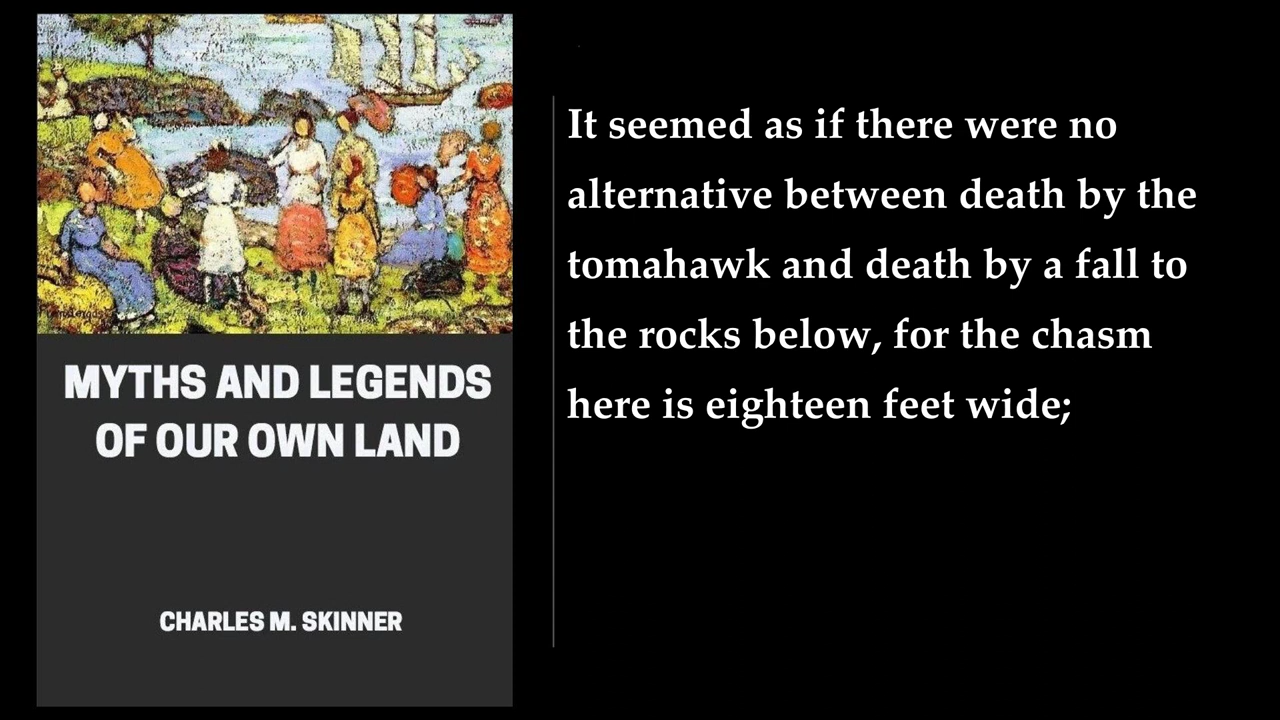 MYTHS AND LEGENDS
OF OUR OWN LAND
CHARLES M. SKINNER
It seemed as if there were no
alternative between death by the
tomahawk and death by a fall to
the rocks below, for the chasm
here is eighteen feet wide;